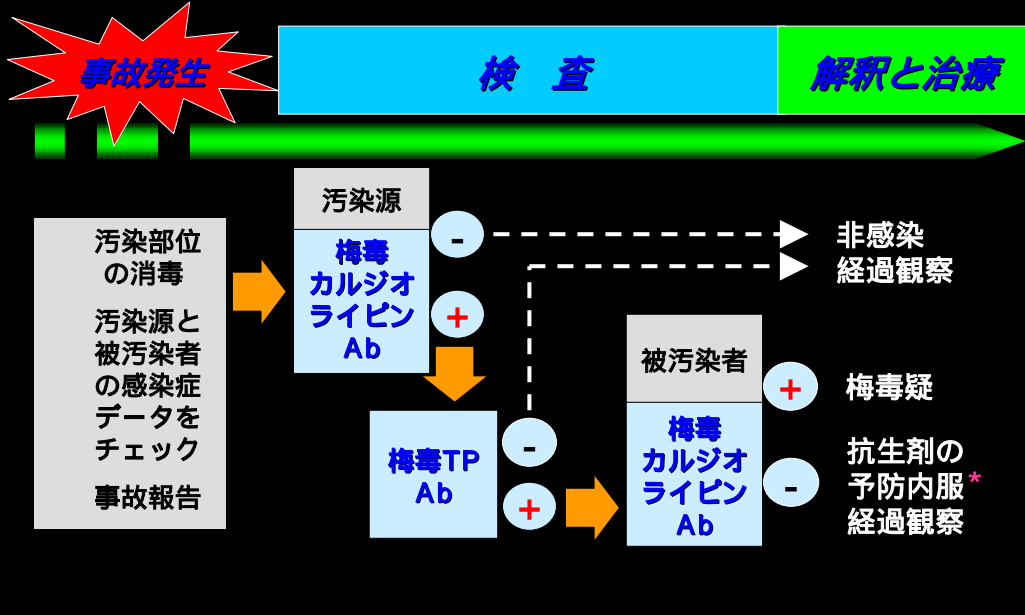 事故発生
検　査
解釈と治療
汚染部位
の消毒
汚染源と
被汚染者
の感染症
データを
チェック
事故報告
汚染源
梅毒
カルジオ
ライピン
Ab
-
+
梅毒TP
Ab
-
+
被汚染者
梅毒
カルジオ
ライピン
Ab
+
-
非感染
経過観察
梅毒疑
抗生剤の
予防内服*
経過観察